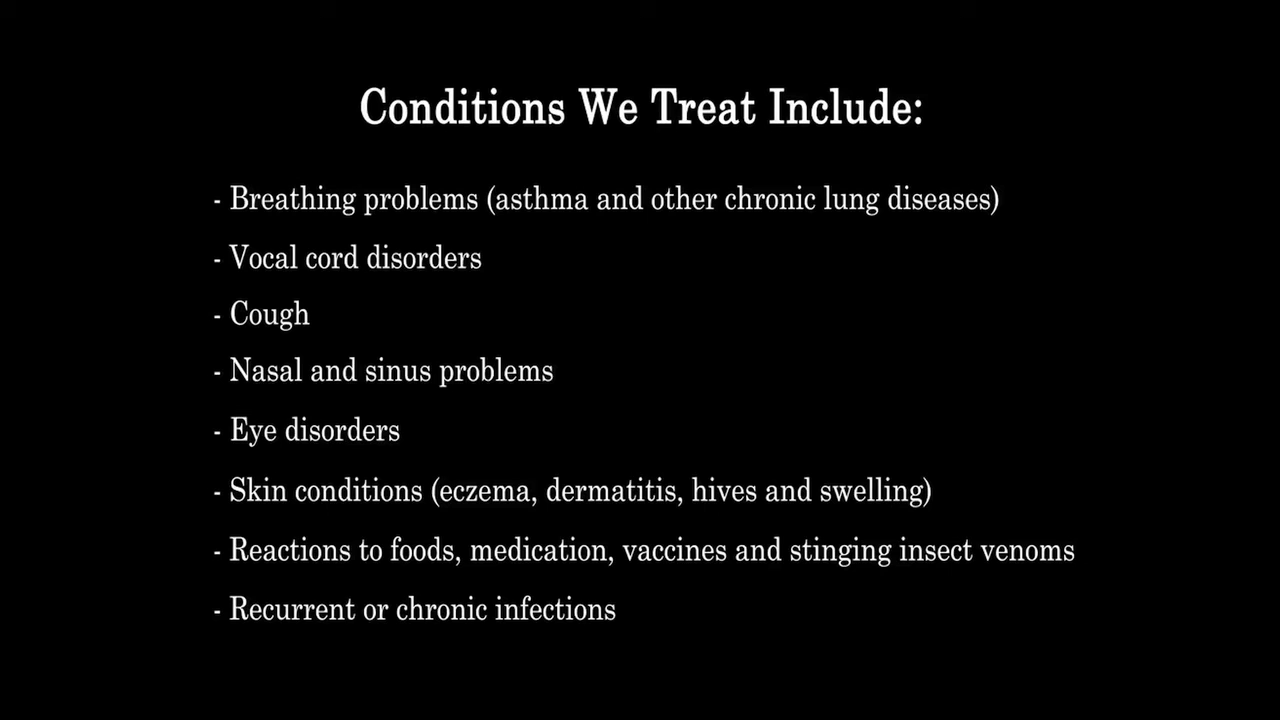 Conditions We Treat Include:
- Breathing problems (asthma and other chronic lung diseases)
- Vocal cord disorders
- Cough
- Nasal and sinus problems
- Eye disorders
- Skin conditions (eczema, dermatitis, hives and swelling)
- Reactions to foods, medication, vaccines and stinging insect venoms
- Recurrent or chronic infections